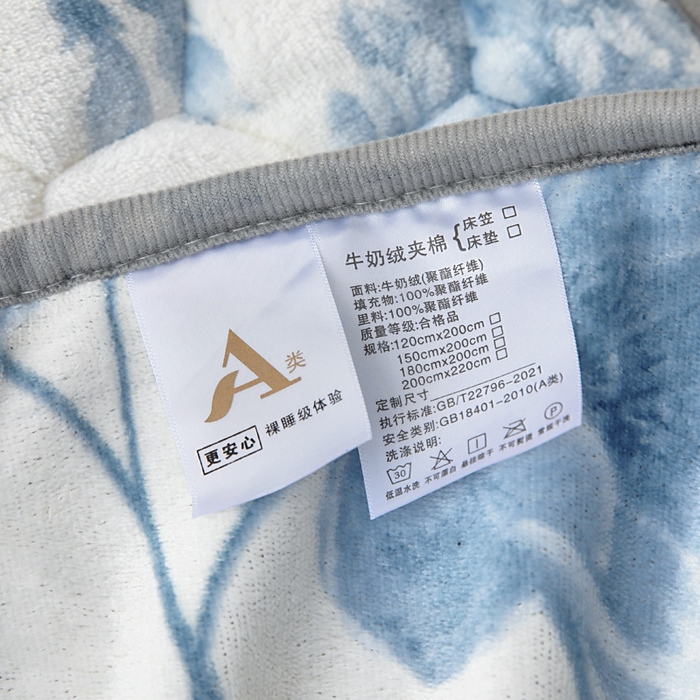 A类
更安心 裸睡级体验
牛奶绒夹棉{床笠 □
床垫 □
面料:牛奶绒(聚酯纤维)
填充物:100%聚酯纤维
里料:100%聚酯纤维
质量等级:合格品
规格:120cmx200cm □
150cmx200cm □
180cmx200cm □
200cmx220cm □
定制尺寸
执行标准:GB/T22796-2021
安全类别:GB18401-2010(A类)
洗涤说明:
30 P
低温水洗 不可漂白 悬挂晾干 不可熨烫 常规干洗